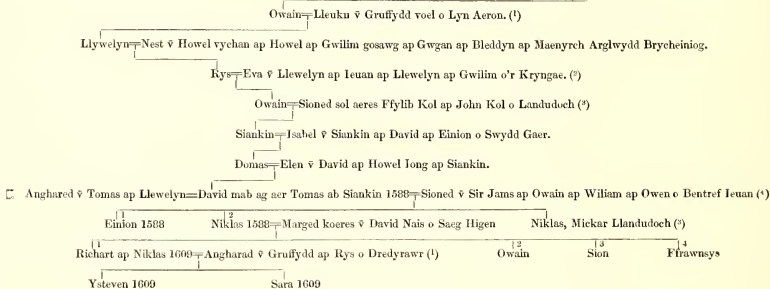 Owain╤Lleuku v̄ Gruffydd voel o Lyn Aeron. (¹)
Llywelyn╤Nest v̄ Howel vychan ap Howel ap Gwilim gosawg ap Gwgan ap Bleddyn ap Maenyrch Arglwydd Brycheiniog.
Rys╤Eva v̄ Llewelyn ap Ieuan ap Llewelyn ap Gwilim o'r Kryngae. (²)
Owain╤Sioned sol aeres Ffylib Kol ap John Kol o Landudoch (³)
Siankin╤Isabel v̄ Siankin ap David ap Einion o Swydd Gaer.
Domas╤Elen v̄ David ap Howel Iong ap Siankin.
Anghared v̄ Tomas ap Llewelyn=David mab ag aer Tomas ab Siankin 1588╤Sioned v̄ Sir Jams ap Owain ap Wiliam ap Owen o Bentref Ieuan (⁴)
1 Einion 1588 2 Niklas 1588╤Marged koeres v̄ David Nais o Saeg Higen Niklas, Mickar Llandudoch (⁵)
1 Richart ap Niklas 1609╤Angharad v̄ Gruffydd ap Rys o Dredyrawr (¹) 2 Owain 3 Sion 4 Ffrawnsys
Ysteven 1609 Sara 1609